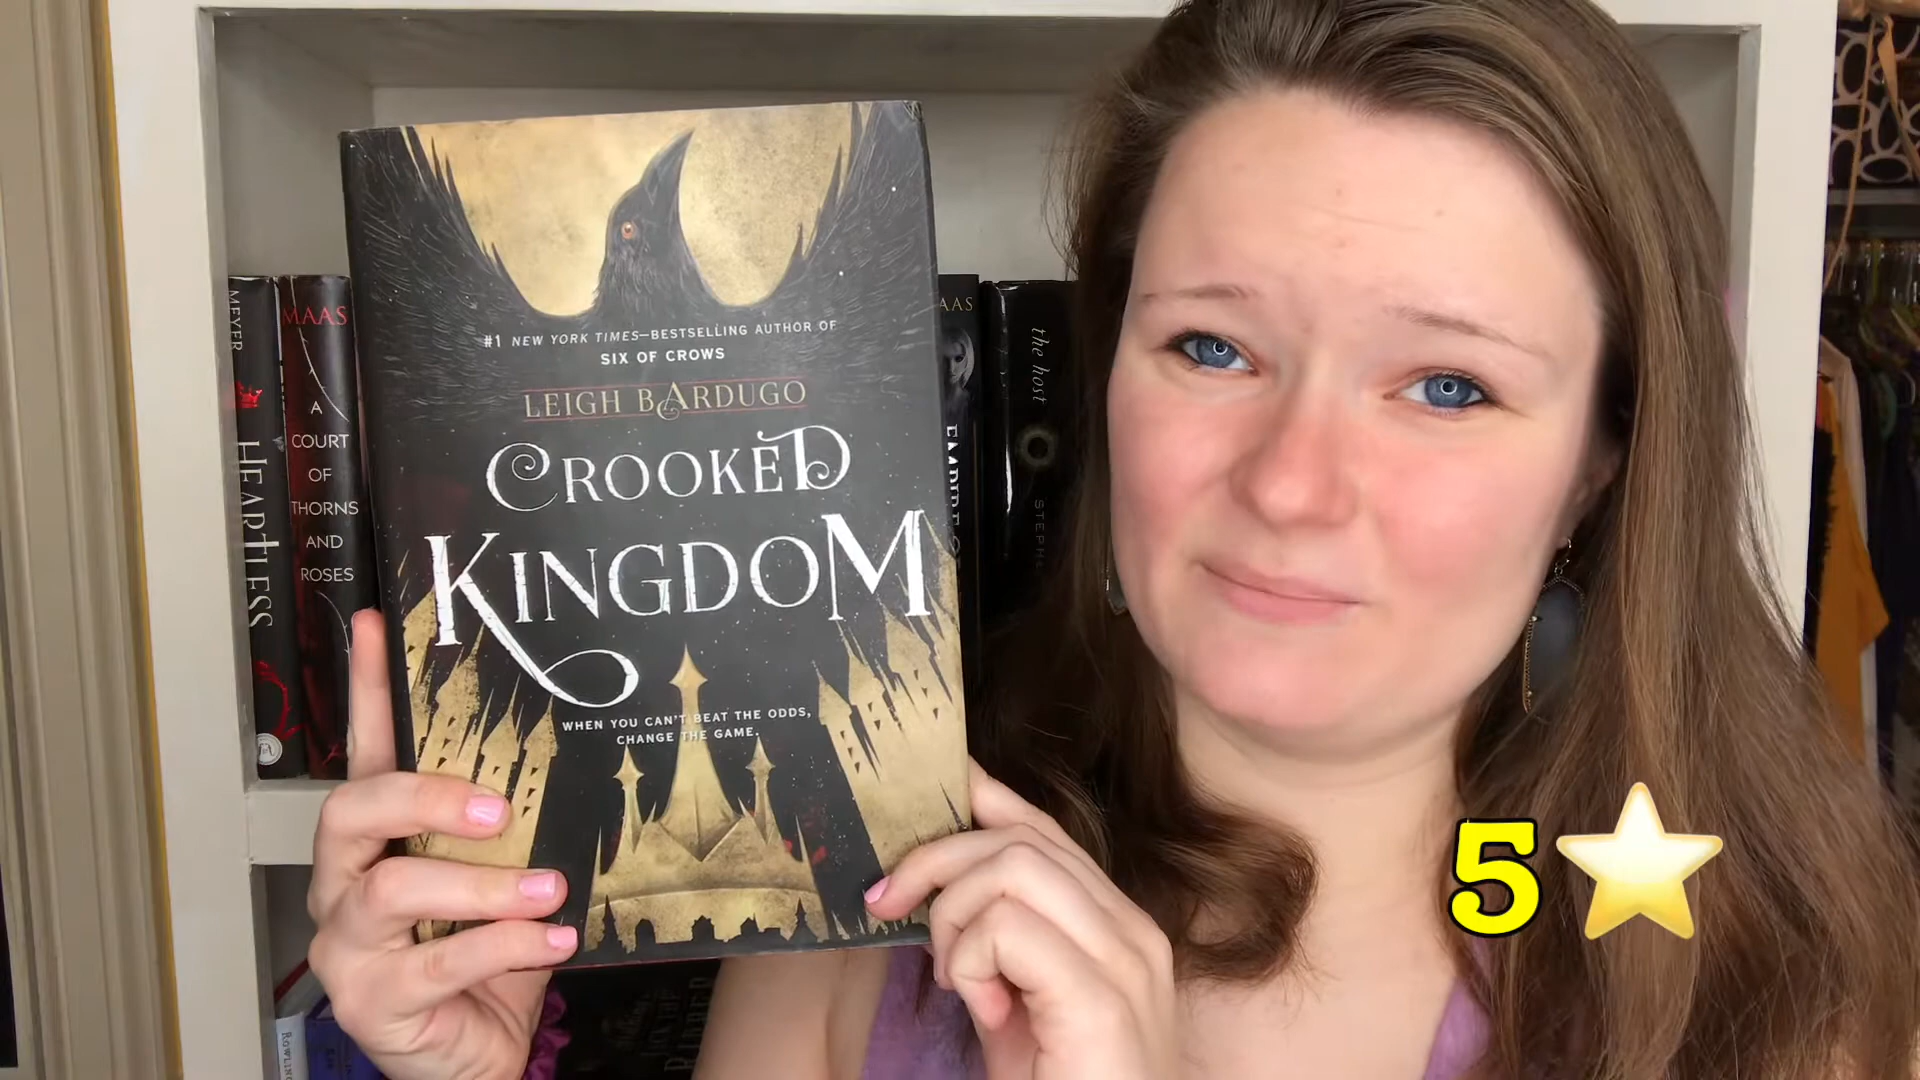 #1 NEW YORK TIMES—BESTSELLING AUTHOR OF
SIX OF CROWS
LEIGH BARDUGO
CROOKED
KINGDOM
WHEN YOU CAN'T BEAT THE ODDS,
CHANGE THE GAME.
MEYER
HEARTLESS
MAAS
A
COURT
OF
THORNS
AND
ROSES
the host
5